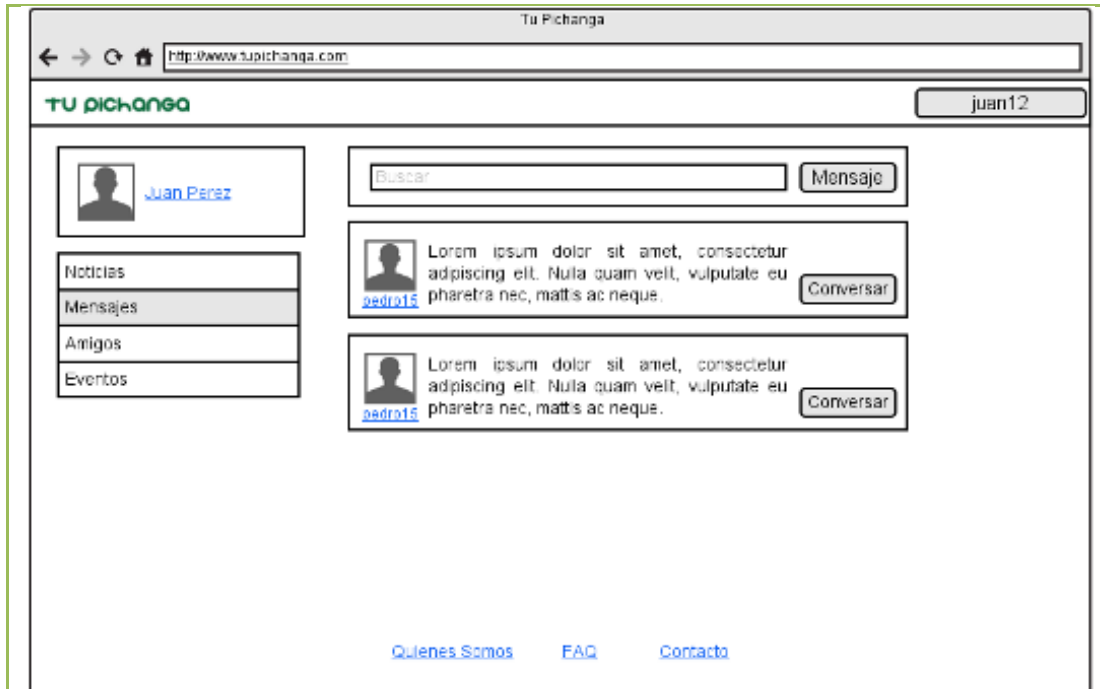 Tu Pichanga
http://www.tupichanga.com
TU PICHANGA
juan12
Juan Perez
Noticias
Mensajes
Amigos
Eventos
Buscar
Mensaje
Lorem ipsum dolor sit amet, consectetur
adipiscing elit. Nulla quam velit, vulputate eu
pharetra nec, mattis ac neque.
pedro15
Conversar
Lorem ipsum dolor sit amet, consectetur
adipiscing elit. Nulla quam velit, vulputate eu
pharetra nec, mattis ac neque.
pedro15
Conversar
Quienes Somos
FAQ
Contacto